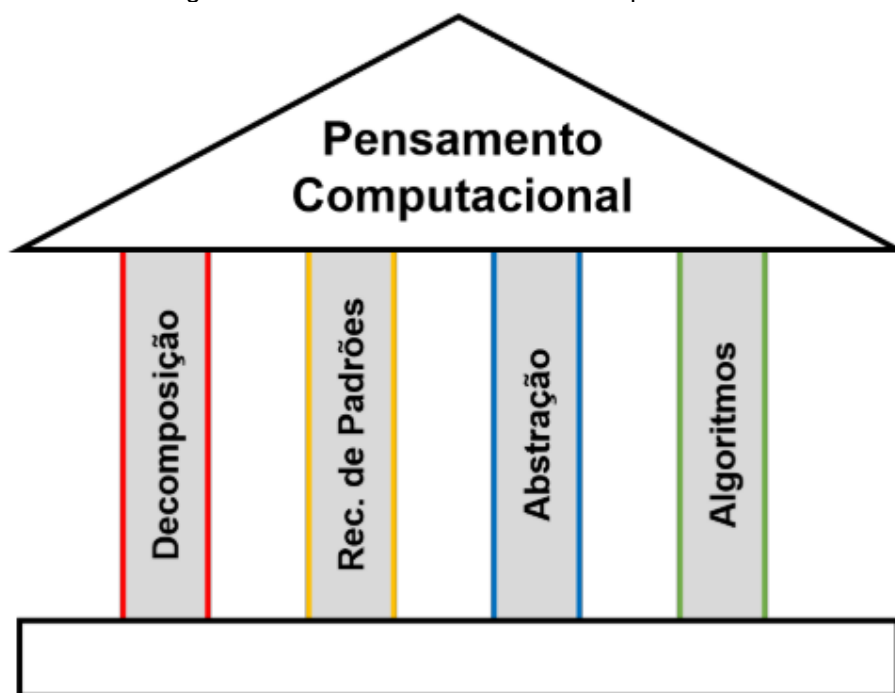 Pensamento
Computacional
Decomposição
Rec. de Padrões
Abstração
Algoritmos